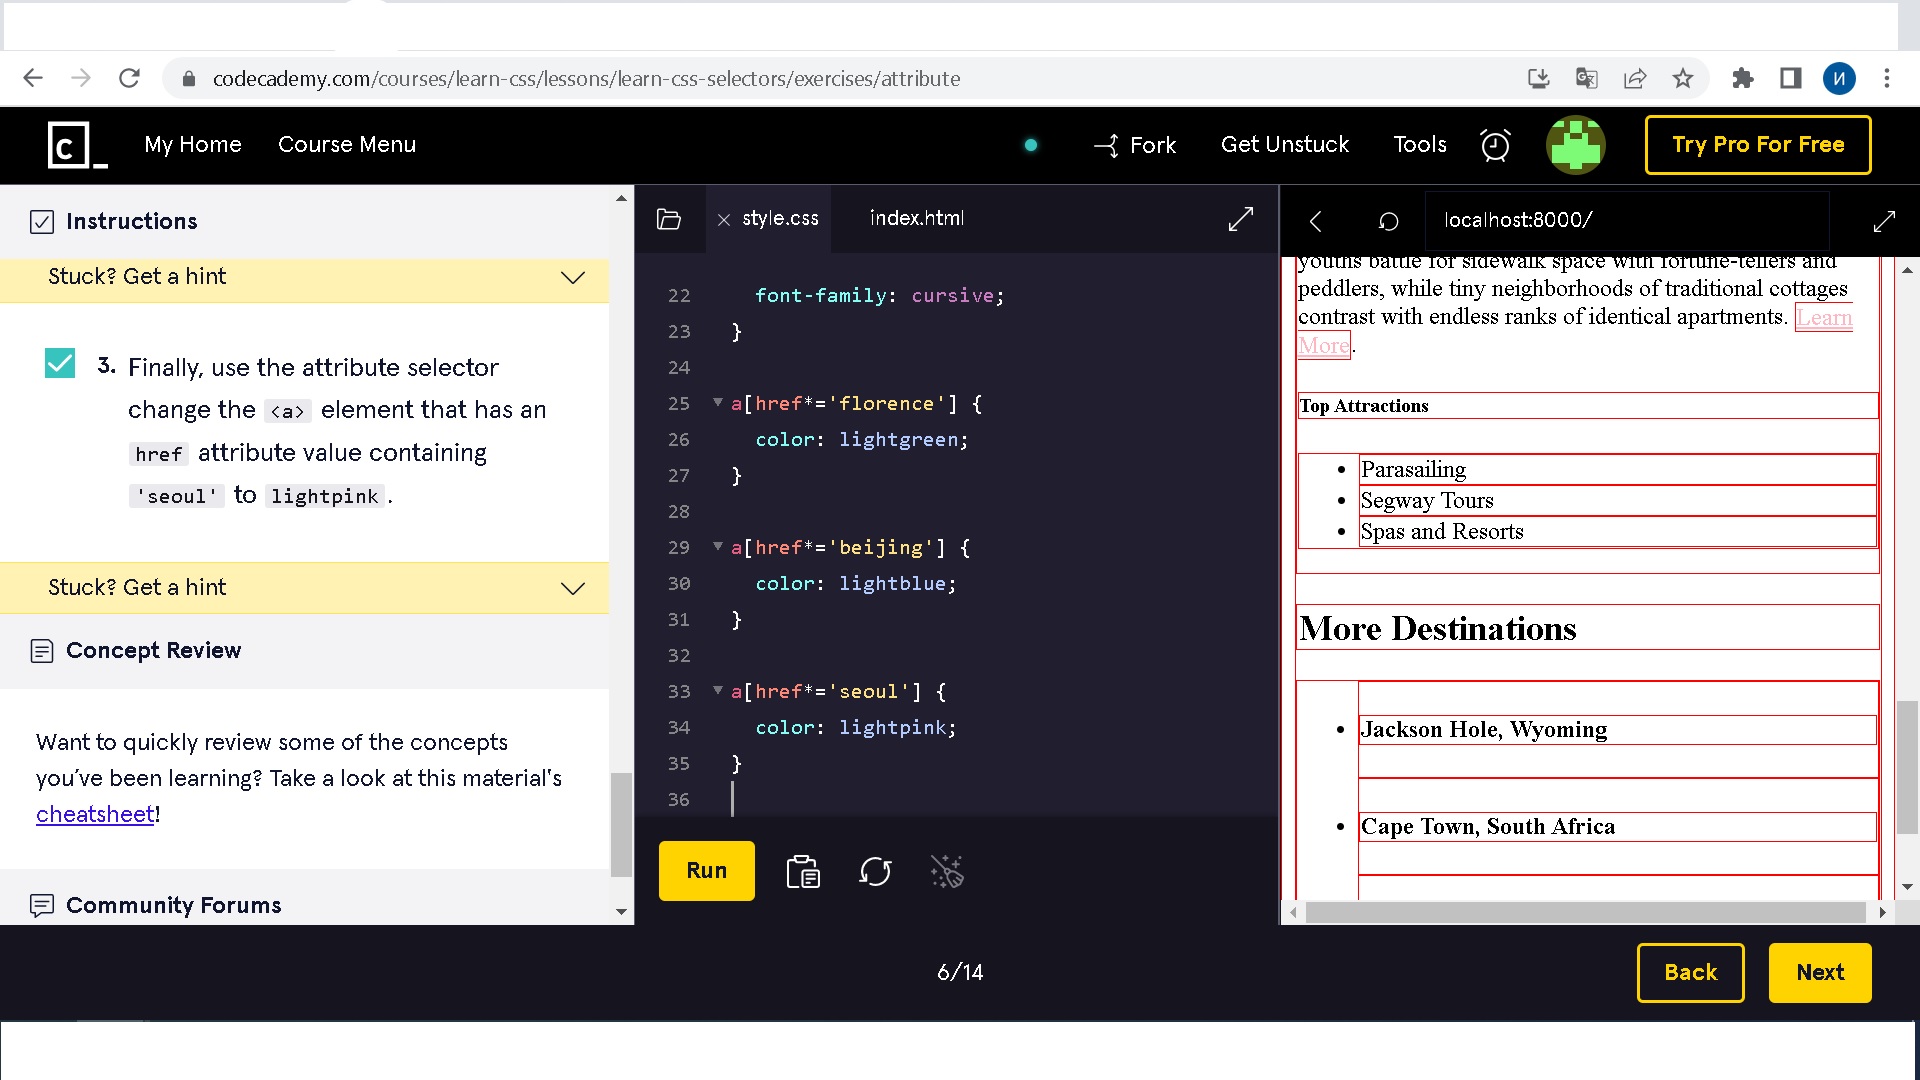 codecademy.com/courses/learn-css/lessons/learn-css-selectors/exercises/attribute
И
c_
My Home
Course Menu
Fork
Get Unstuck
Tools
Try Pro For Free
Instructions
Stuck? Get a hint
3. Finally, use the attribute selector
change the <a> element that has an
href attribute value containing
'seoul' to lightpink.
Stuck? Get a hint
Concept Review
Want to quickly review some of the concepts
you've been learning? Take a look at this material's
cheatsheet!
Community Forums
style.css
index.html
22 font-family: cursive;
23 }
24
25 a[href*='florence'] {
26 color: lightgreen;
27 }
28
29 a[href*='beijing'] {
30 color: lightblue;
31 }
32
33 a[href*='seoul'] {
34 color: lightpink;
35 }
36
Run
localhost:8000/
youths battle for sidewalk space with fortune-tellers and
peddlers, while tiny neighborhoods of traditional cottages
contrast with endless ranks of identical apartments. Learn
More.
Top Attractions
• Parasailing
• Segway Tours
• Spas and Resorts
More Destinations
• Jackson Hole, Wyoming
• Cape Town, South Africa
6/14
Back
Next